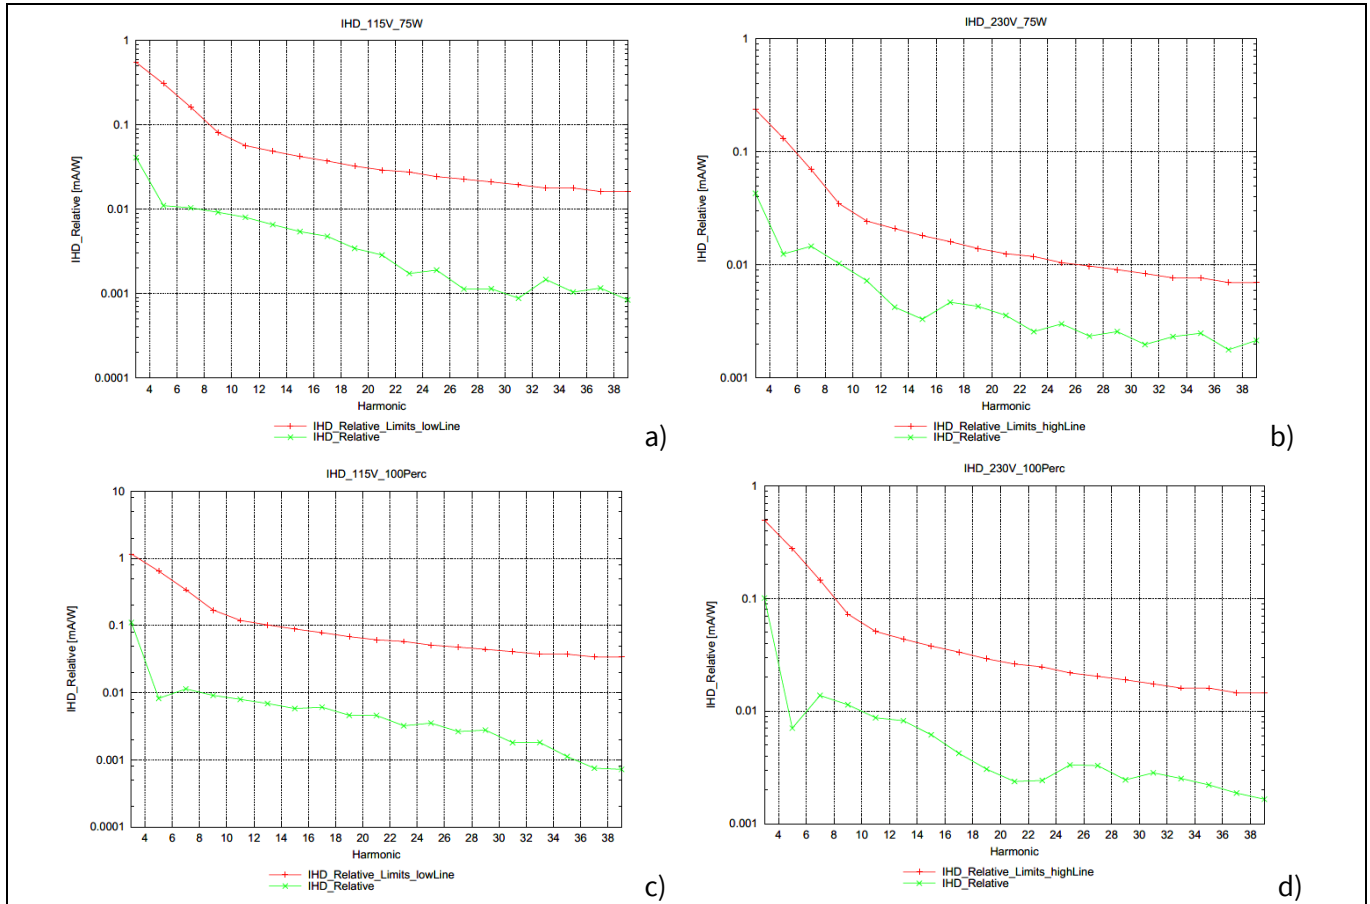 IHD_115V_75W
1
0.1
0.01
0.001
0.0001
IHD_Relative [mA/W]
4 6 8 10 12 14 16 18 20 22 24 26 28 30 32 34 36 38
Harmonic
IHD_Relative_Limits_lowLine
IHD_Relative
a)
IHD_230V_75W
1
0.1
0.01
0.001
IHD_Relative [mA/W]
4 6 8 10 12 14 16 18 20 22 24 26 28 30 32 34 36 38
Harmonic
IHD_Relative_Limits_highLine
IHD_Relative
b)
IHD_115V_100Perc
10
1
0.1
0.01
0.001
0.0001
IHD_Relative [mA/W]
4 6 8 10 12 14 16 18 20 22 24 26 28 30 32 34 36 38
Harmonic
IHD_Relative_Limits_lowLine
IHD_Relative
c)
IHD_230V_100Perc
1
0.1
0.01
0.001
IHD_Relative [mA/W]
4 6 8 10 12 14 16 18 20 22 24 26 28 30 32 34 36 38
Harmonic
IHD_Relative_Limits_highLine
IHD_Relative
d)